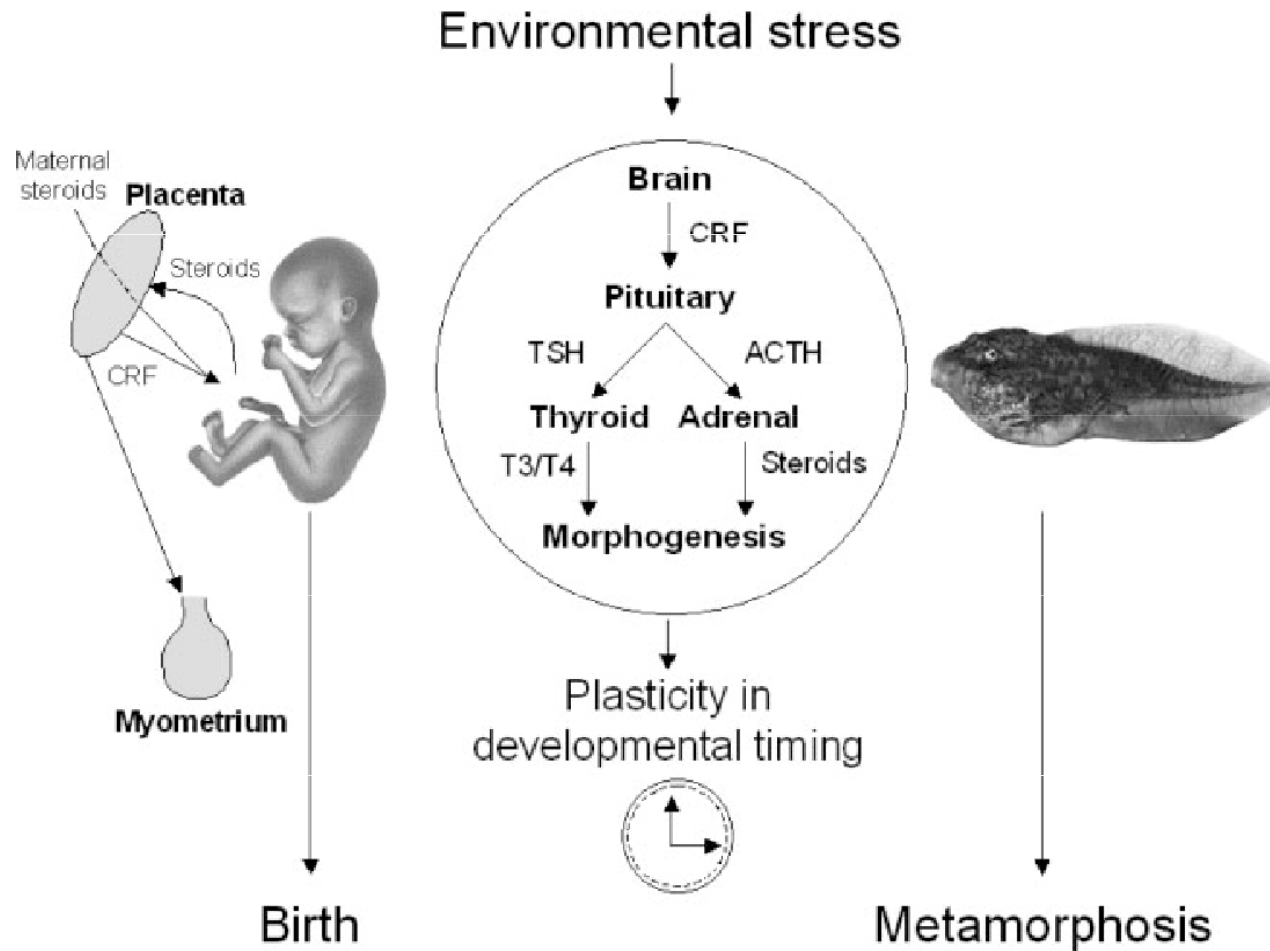 Environmental stress
Maternal
steroids
Placenta
Steroids
CRF
Myometrium
Brain
CRF
Pituitary
TSH
ACTH
Thyroid
Adrenal
T3/T4
Steroids
Morphogenesis
Plasticity in
developmental timing
Birth
Metamorphosis